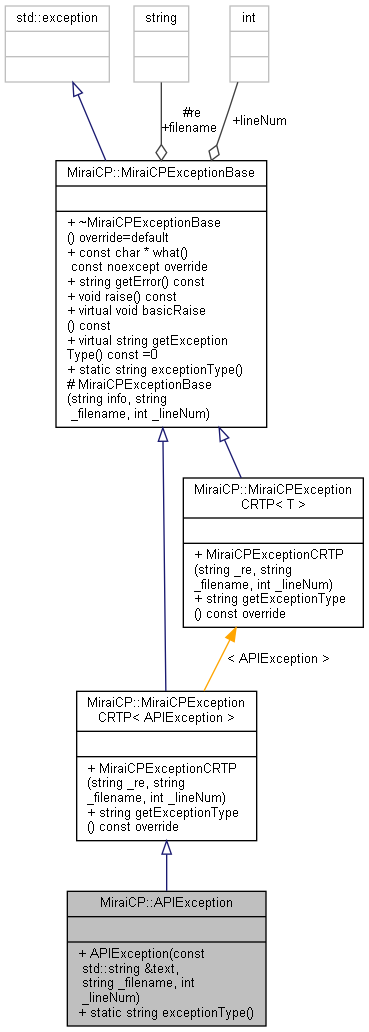 std::exception
string
int
#re
+filename
+lineNum
MiraiCP::MiraiCPExceptionBase
+ ~MiraiCPExceptionBase
() override=default
+ const char * what()
const noexcept override
+ string getError() const
+ void raise() const
+ virtual void basicRaise
() const
+ virtual string getException
Type() const =0
+ static string exceptionType()
# MiraiCPExceptionBase
(string info, string
_filename, int _lineNum)
MiraiCP::MiraiCPException
CRTP< T >
+ MiraiCPExceptionCRTP
(string _re, string
_filename, int _lineNum)
+ string getExceptionType
() const override
< APIException >
MiraiCP::MiraiCPException
CRTP< APIException >
+ MiraiCPExceptionCRTP
(string _re, string
_filename, int _lineNum)
+ string getExceptionType
() const override
MiraiCP::APIException
+ APIException(const
std::string &text,
string _filename, int
_lineNum)
+ static string exceptionType()